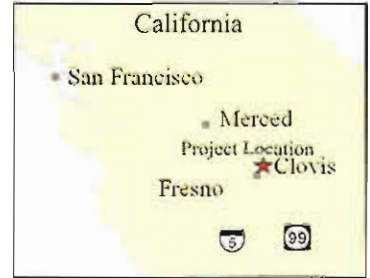 California
San Francisco
Merced
Project Location
Clovis
Fresno
5 99